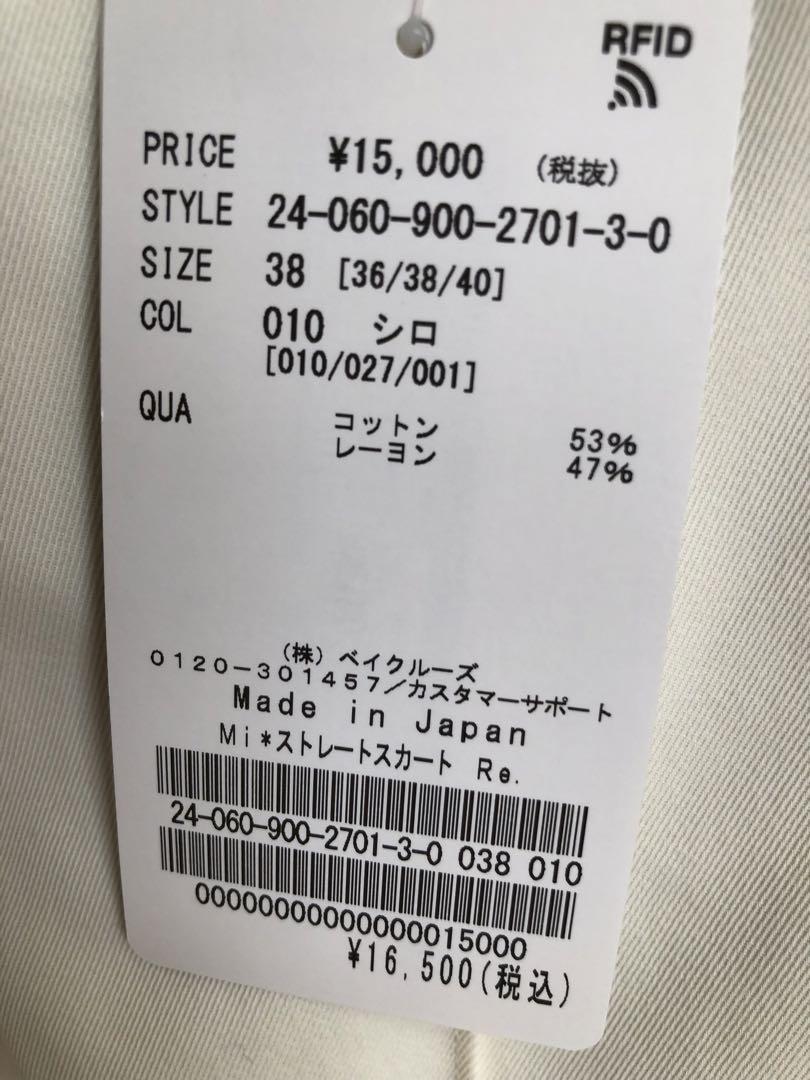 RFID
PRICE ¥15,000 (税抜)
STYLE 24-060-900-2701-3-0
SIZE 38 [36/38/40]
COL 010 シロ
[010/027/001]
QUA コットン 53%
レーヨン 47%
(株)ベイクルーズ
0120-301457/カスタマーサポート
Made in Japan
Mi*ストレートスカート Re.
24-060-900-2701-3-0 038 010
00000000000000015000
¥16,500(税込)